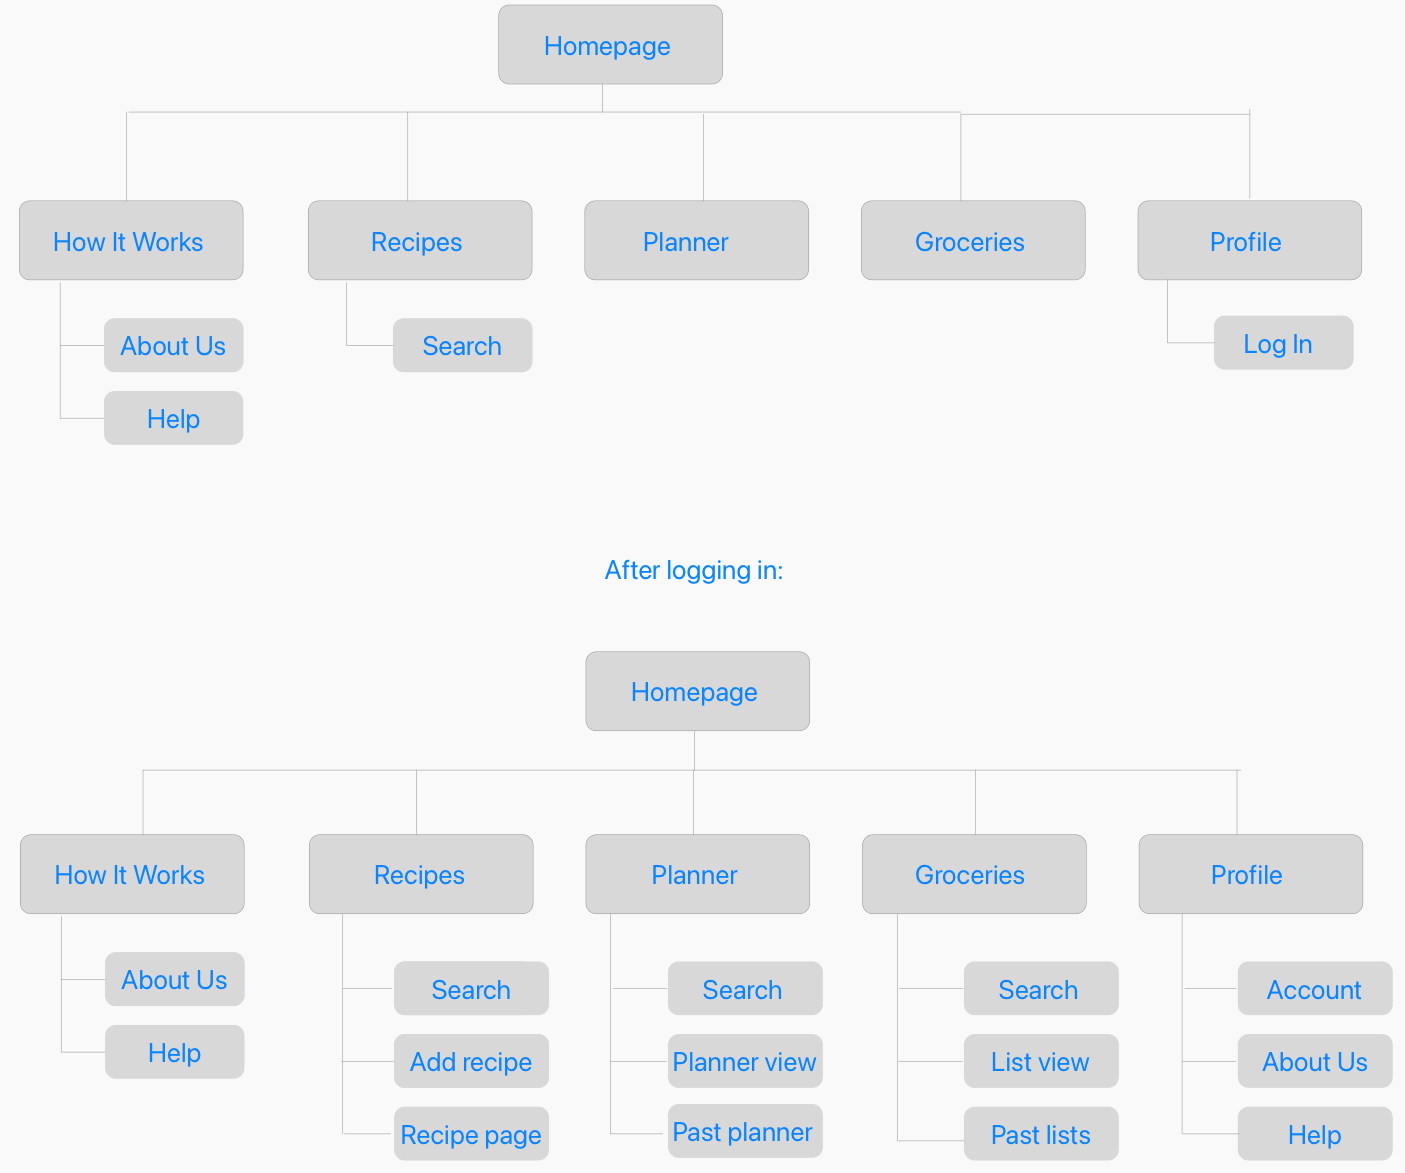 Homepage
How It Works
Recipes
Planner
Groceries
Profile
About Us
Search
Log In
Help
After logging in:
Homepage
How It Works
Recipes
Planner
Groceries
Profile
About Us
Search
Search
Search
Account
Help
Add recipe
Planner view
List view
About Us
Recipe page
Past planner
Past lists
Help